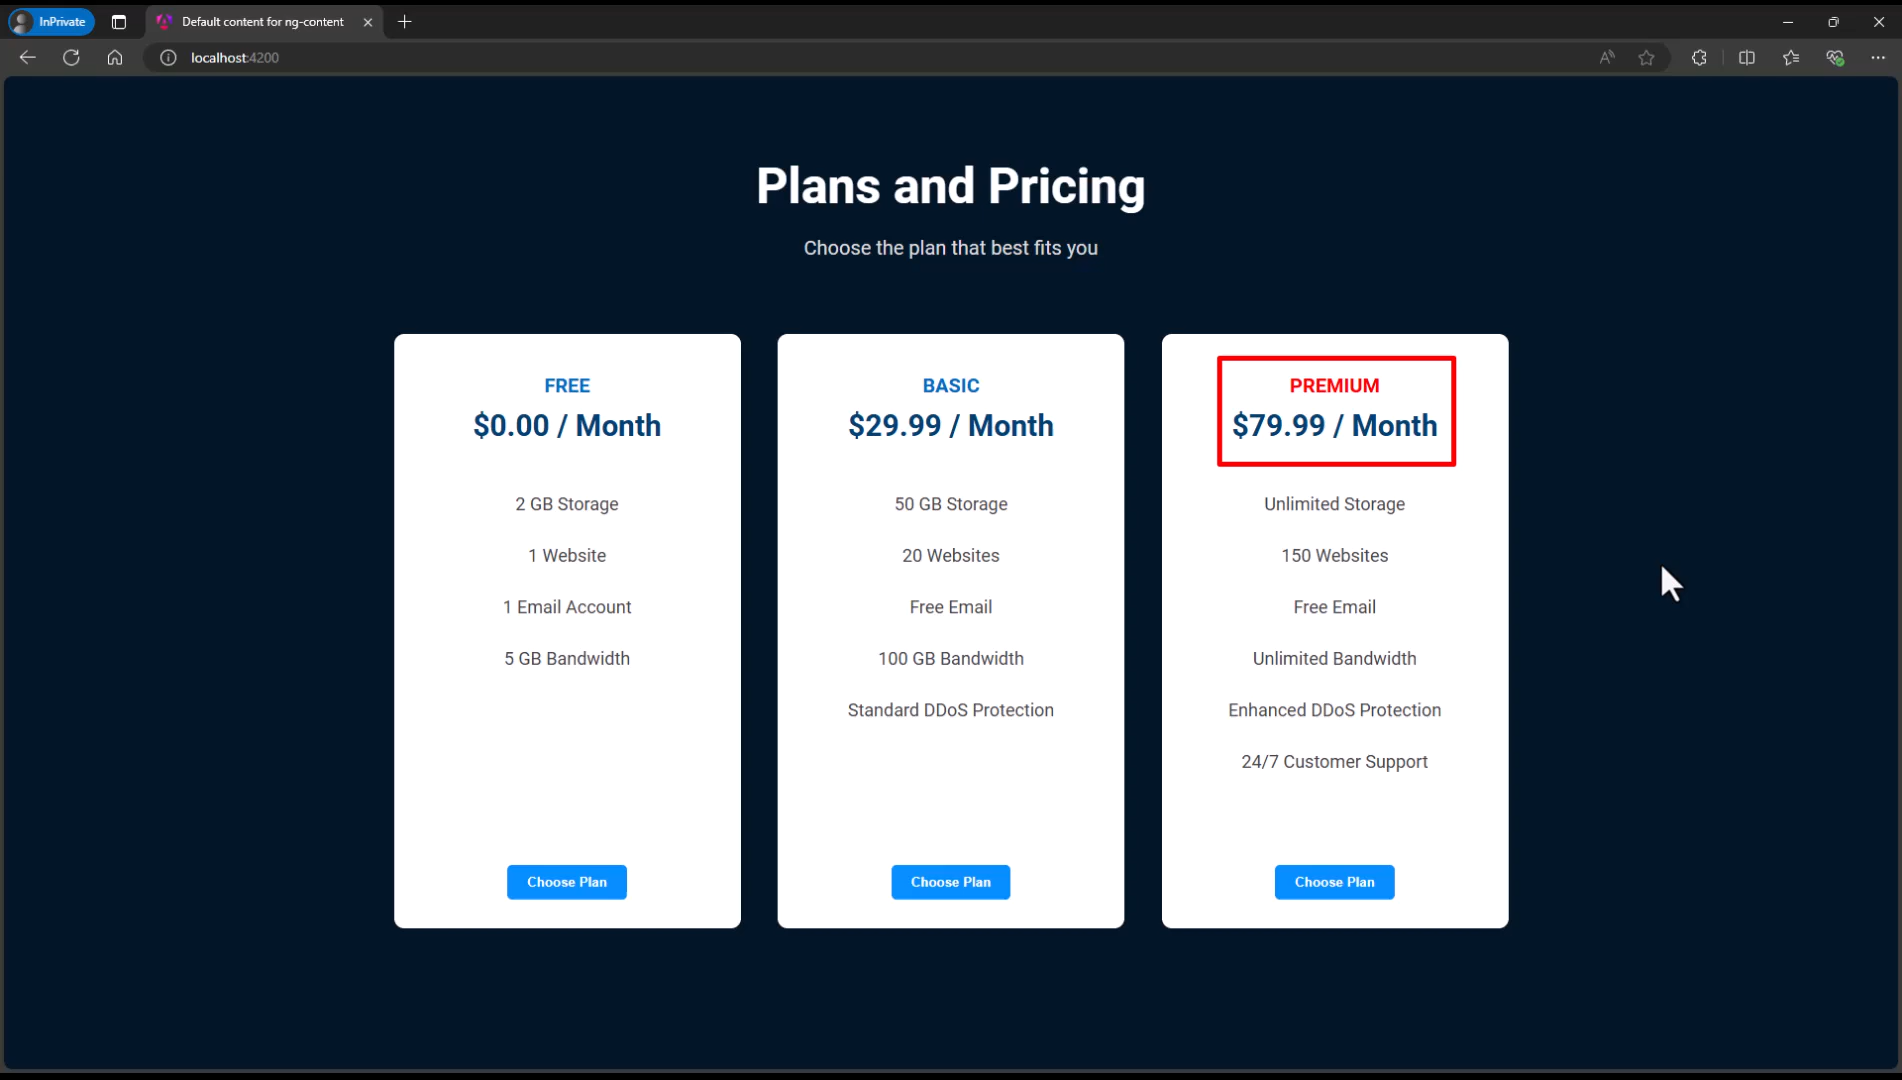 InPrivate
Default content for ng-content
localhost:4200
Plans and Pricing
Choose the plan that best fits you
FREE
$0.00 / Month
2 GB Storage
1 Website
1 Email Account
5 GB Bandwidth
Choose Plan
BASIC
$29.99 / Month
50 GB Storage
20 Websites
Free Email
100 GB Bandwidth
Standard DDoS Protection
Choose Plan
PREMIUM
$79.99 / Month
Unlimited Storage
150 Websites
Free Email
Unlimited Bandwidth
Enhanced DDoS Protection
24/7 Customer Support
Choose Plan